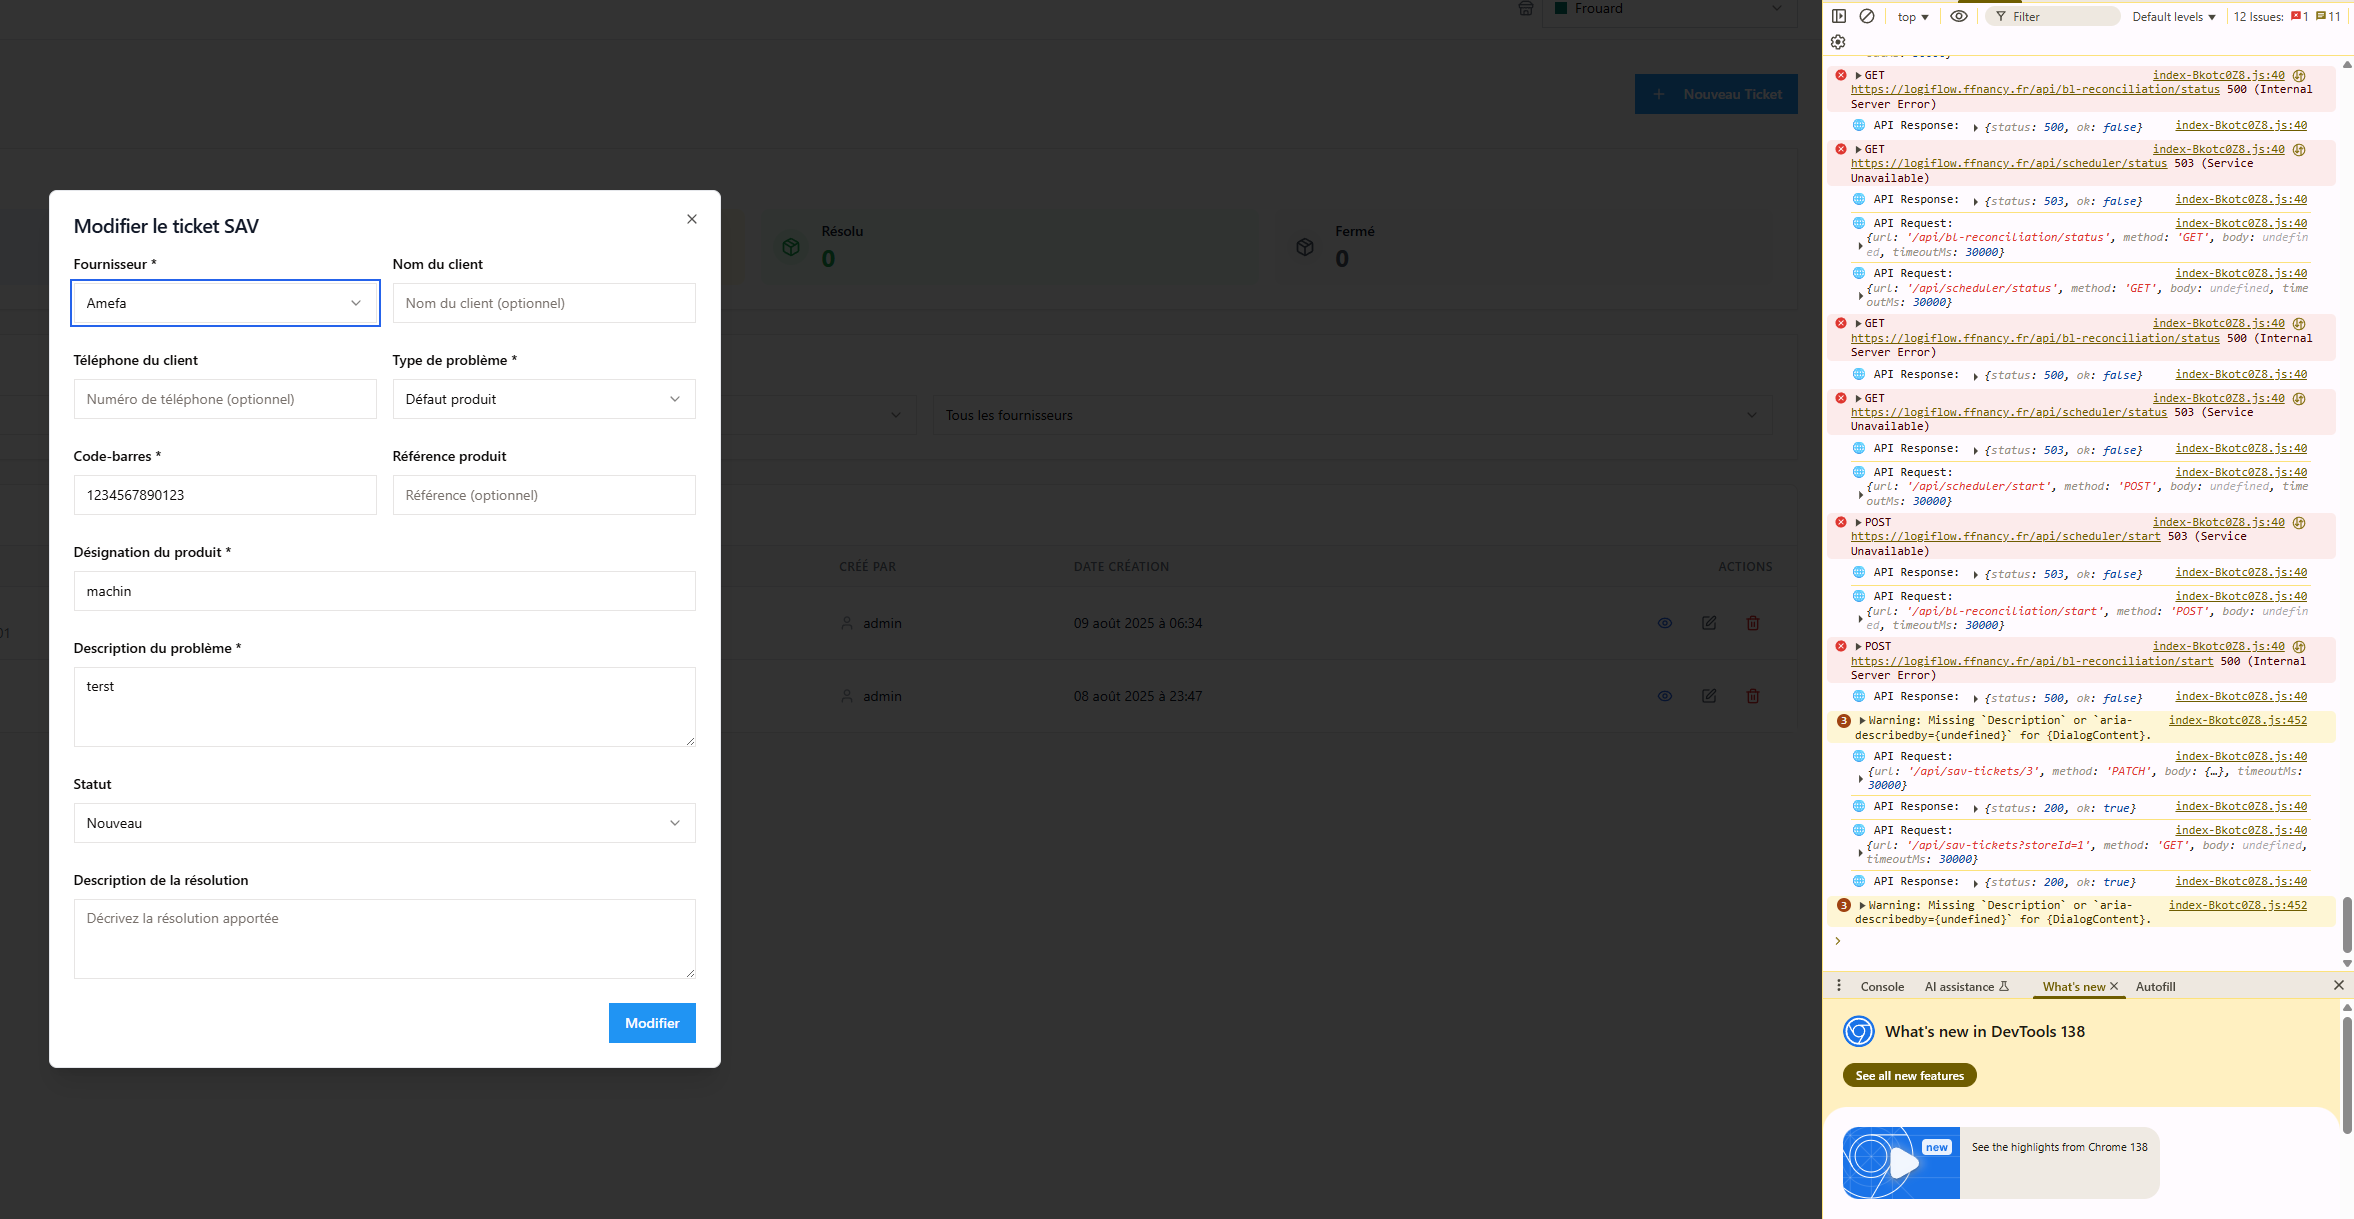 Frouard
Nouveau Ticket
Résolu
0
Fermé
0
Tous les fournisseurs
CRÉÉ PAR
DATE CRÉATION
ACTIONS
01
admin
09 août 2025 à 06:34
admin
08 août 2025 à 23:47
Modifier le ticket SAV
Fournisseur *
Nom du client
Amefa
Nom du client (optionnel)
Téléphone du client
Type de problème *
Numéro de téléphone (optionnel)
Défaut produit
Code-barres *
Référence produit
1234567890123
Référence (optionnel)
Désignation du produit *
machin
Description du problème *
terst
Statut
Nouveau
Description de la résolution
Décrivez la résolution apportée
Modifier
top
Filter
Default levels
12 Issues: 1 11
GET index-Bkotc0Z8.js:40
https://logiflow.ffnancy.fr/api/bl-reconciliation/status 500 (Internal
Server Error)
API Response: {status: 500, ok: false} index-Bkotc0Z8.js:40
GET index-Bkotc0Z8.js:40
https://logiflow.ffnancy.fr/api/scheduler/status 503 (Service
Unavailable)
API Response: {status: 503, ok: false} index-Bkotc0Z8.js:40
API Request: index-Bkotc0Z8.js:40
{url: '/api/bl-reconciliation/status', method: 'GET', body: undefin
ed, timeoutMs: 30000}
API Request: index-Bkotc0Z8.js:40
{url: '/api/scheduler/status', method: 'GET', body: undefined, time
outMs: 30000}
GET index-Bkotc0Z8.js:40
https://logiflow.ffnancy.fr/api/bl-reconciliation/status 500 (Internal
Server Error)
API Response: {status: 500, ok: false} index-Bkotc0Z8.js:40
GET index-Bkotc0Z8.js:40
https://logiflow.ffnancy.fr/api/scheduler/status 503 (Service
Unavailable)
API Response: {status: 503, ok: false} index-Bkotc0Z8.js:40
API Request: index-Bkotc0Z8.js:40
{url: '/api/scheduler/start', method: 'POST', body: undefined, time
outMs: 30000}
POST index-Bkotc0Z8.js:40
https://logiflow.ffnancy.fr/api/scheduler/start 503 (Service
Unavailable)
API Response: {status: 503, ok: false} index-Bkotc0Z8.js:40
API Request: index-Bkotc0Z8.js:40
{url: '/api/bl-reconciliation/start', method: 'POST', body: undefin
ed, timeoutMs: 30000}
POST index-Bkotc0Z8.js:40
https://logiflow.ffnancy.fr/api/bl-reconciliation/start 500 (Internal
Server Error)
API Response: {status: 500, ok: false} index-Bkotc0Z8.js:40
3 Warning: Missing `Description` or `aria- index-Bkotc0Z8.js:452
describedby={undefined}` for {DialogContent}.
API Request: index-Bkotc0Z8.js:40
{url: '/api/sav-tickets/3', method: 'PATCH', body: {…}, timeoutMs:
30000}
API Response: {status: 200, ok: true} index-Bkotc0Z8.js:40
API Request: index-Bkotc0Z8.js:40
{url: '/api/sav-tickets?storeId=1', method: 'GET', body: undefined,
timeoutMs: 30000}
API Response: {status: 200, ok: true} index-Bkotc0Z8.js:40
3 Warning: Missing `Description` or `aria- index-Bkotc0Z8.js:452
describedby={undefined}` for {DialogContent}.
Console
AI assistance
What's new
Autofill
What's new in DevTools 138
See all new features
new
See the highlights from Chrome 138